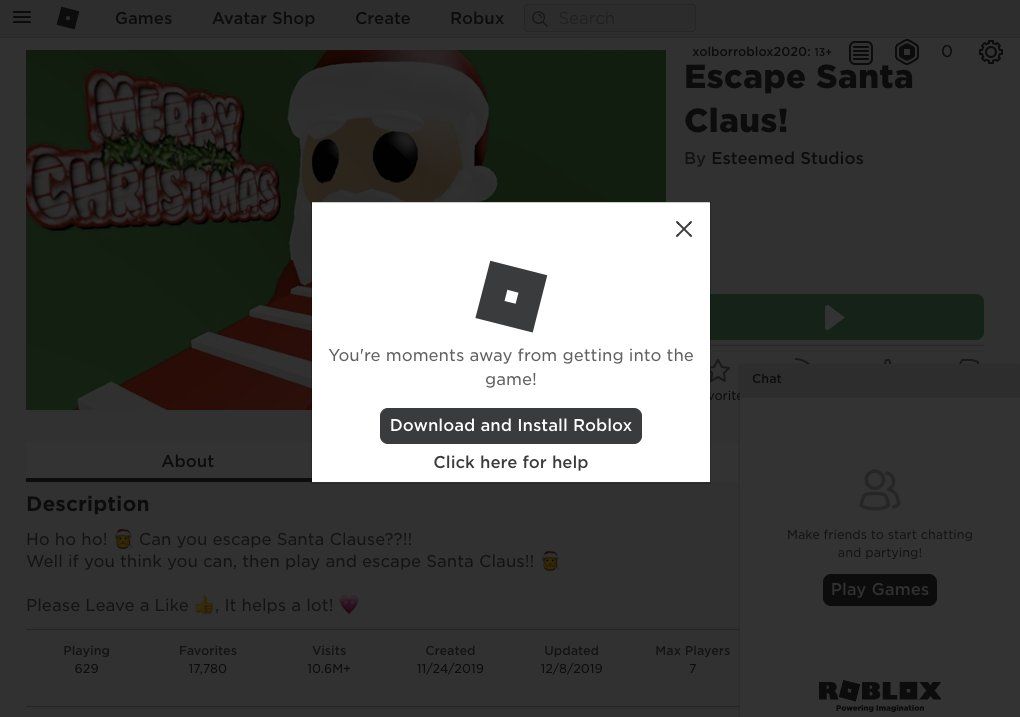 Games Avatar Shop Create Robux Search
xolborroblox2020: 13+ 0
MERRY
CHRISTMAS
Escape Santa
Claus!
By Esteemed Studios
You're moments away from getting into the
game!
Download and Install Roblox
Click here for help
Chat
About
Description
Ho ho ho! 🎅 Can you escape Santa Clause??!!
Well if you think you can, then play and escape Santa Claus!! 🎅
Please Leave a Like 👍, It helps a lot! 💗
Playing Favorites Visits Created Updated Max Players
629 17,780 10.6M+ 11/24/2019 12/8/2019 7
Make friends to start chatting
and partying!
Play Games
ROBLOX
Powering Imagination